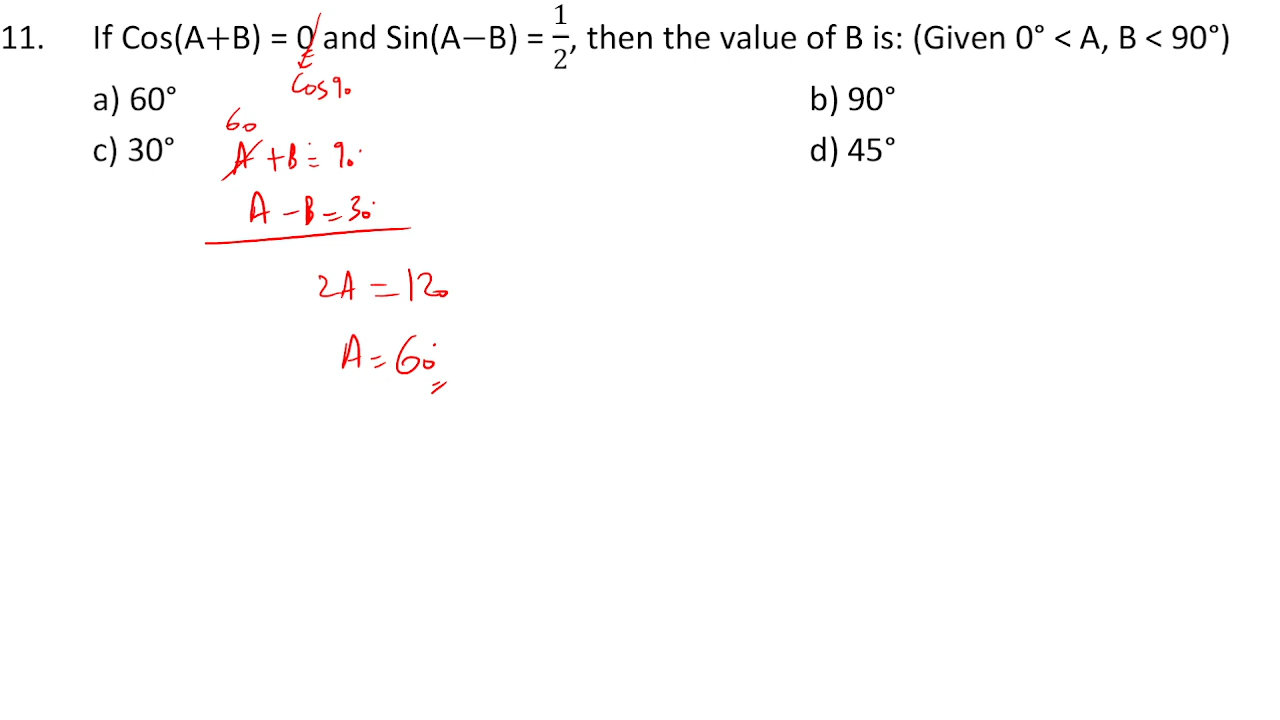 11. If Cos(A+B) = 0 and Sin(A−B) = 1/2, then the value of B is: (Given 0° < A, B < 90°)
Cos 90
a) 60° b) 90°
60
c) 30° d) 45°
A + B = 90°
A − B = 30°
2A = 120
A = 60°